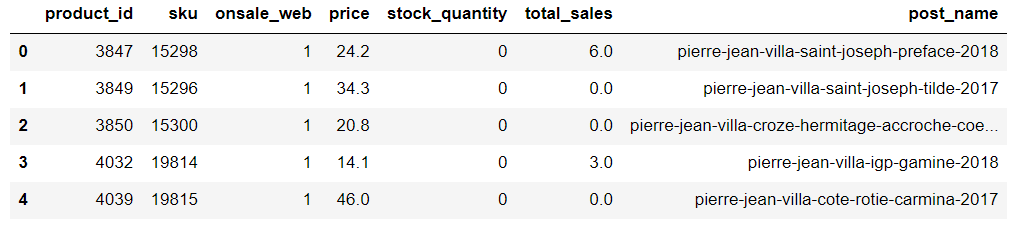 product_id sku onsale_web price stock_quantity total_sales post_name
0 3847 15298 1 24.2 0 6.0 pierre-jean-villa-saint-joseph-preface-2018
1 3849 15296 1 34.3 0 0.0 pierre-jean-villa-saint-joseph-tilde-2017
2 3850 15300 1 20.8 0 0.0 pierre-jean-villa-croze-hermitage-accroche-coe...
3 4032 19814 1 14.1 0 3.0 pierre-jean-villa-igp-gamine-2018
4 4039 19815 1 46.0 0 0.0 pierre-jean-villa-cote-rotie-carmina-2017